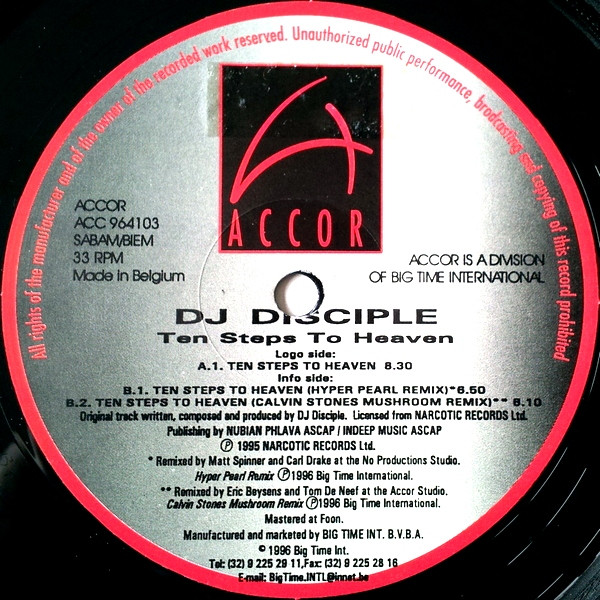 All rights of the manufacturer and of the owner of the recorded work reserved. Unauthorized public performance, brodcasting and copying of this record prohibited
ACCOR
ACCOR
ACC 964103
SABAM/BIEM
33 RPM
Made in Belgium
ACCOR IS A DIVISION
OF BIG TIME INTERNATIONAL
DJ DISCIPLE
Ten Steps To Heaven
Logo side:
A.1. TEN STEPS TO HEAVEN 8.30
Info side:
B.1. TEN STEPS TO HEAVEN (HYPER PEARL REMIX)*6.50
B.2. TEN STEPS TO HEAVEN (CALVIN STONES MUSHROOM REMIX)** 6.10
Original track written, composed and produced by DJ Disciple. Licensed from NARCOTIC RECORDS Ltd.
Publishing by NUBIAN PHLAVA ASCAP / INDEEP MUSIC ASCAP
Ⓟ 1995 NARCOTIC RECORDS Ltd.
* Remixed by Matt Spinner and Carl Drake at the No Productions Studio.
Hyper Pearl Remix Ⓟ1996 Big Time International.
** Remixed by Eric Beysens and Tom De Neef at the Accor Studio.
Calvin Stones Mushroom Remix Ⓟ1996 Big Time International.
Mastered at Foon.
Manufactured and marketed by BIG TIME INT. B.V.B.A.
© 1996 Big Time Int.
Tel: (32) 9 225 29 11,Fax: (32) 9 225 28 16
E-mail: BigTime.INTL@innet.be